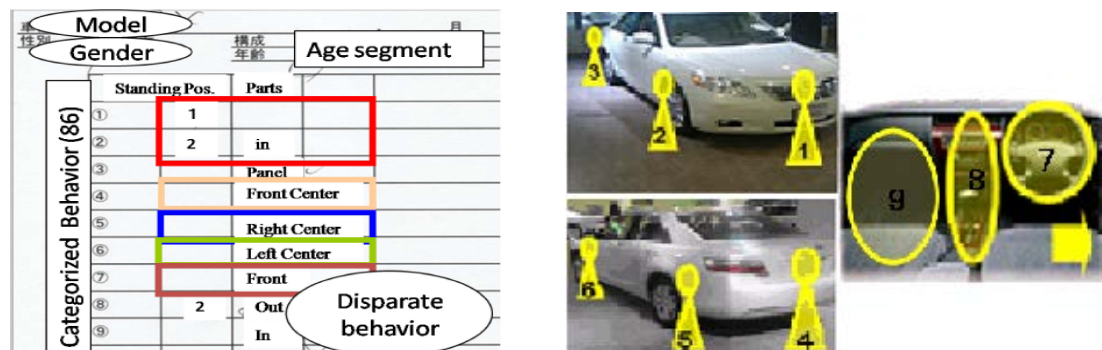 Model
車
月
性別
Gender
構成
年齢
Age segment
Categorized Behavior (86)
Standing Pos. Parts
① 1
② 2 in
③ Panel
④ Front Center
⑤ Right Center
⑥ Left Center
⑦ Front
⑧ 2 Out
⑨ In
Disparate
behavior
3
2
1
6
5
4
9
8
7